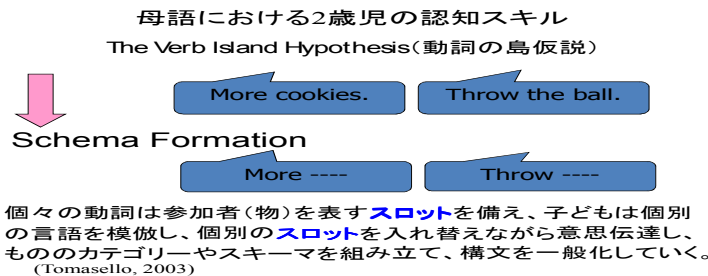 母語における2歳児の認知スキル
The Verb Island Hypothesis(動詞の島仮説)
More cookies.
Throw the ball.
Schema Formation
More ----
Throw ----
個々の動詞は参加者(物)を表すスロットを備え、子どもは個別
の言語を模倣し、個別のスロットを入れ替えながら意思伝達し、
もののカテゴリーやスキーマを組み立て、構文を一般化していく。
(Tomasello, 2003)